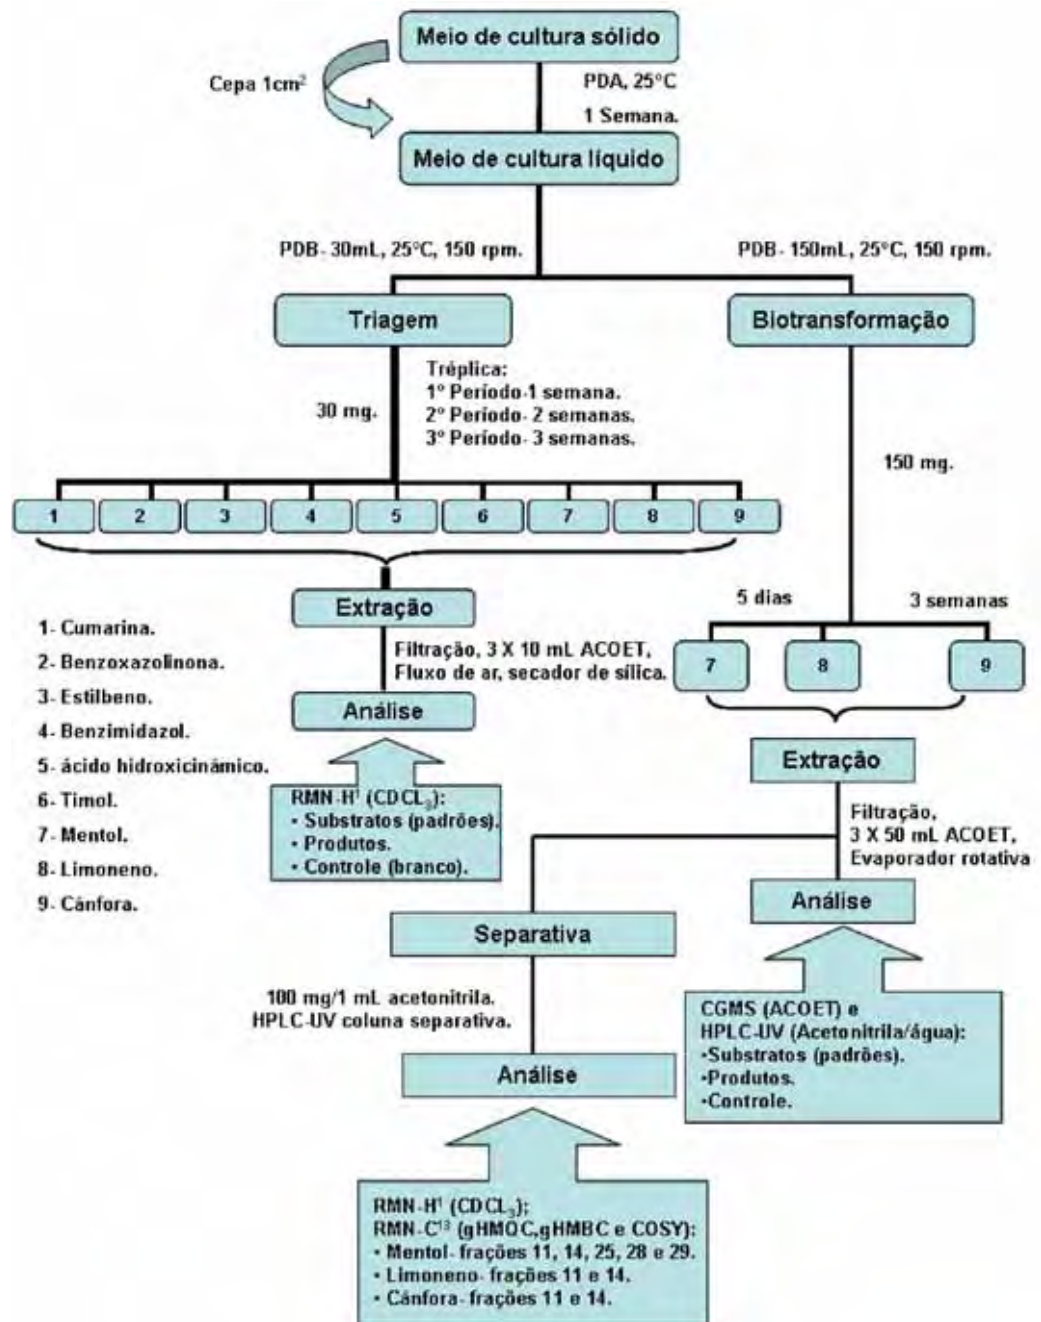 Meio de cultura sólido
Cepa 1cm²
PDA, 25°C
1 Semana.
Meio de cultura líquido
PDB- 30mL, 25°C, 150 rpm.
PDB- 150mL, 25°C, 150 rpm.
Triagem
Biotransformação
30 mg.
Tréplica:
1º Período-1 semana.
2º Período- 2 semanas.
3º Período- 3 semanas.
150 mg.
1
2
3
4
5
6
7
8
9
5 dias
3 semanas
7
8
9
Extração
Filtração, 3 X 10 mL ACOET,
Fluxo de ar, secador de sílica.
Análise
RMN-H¹ (CDCL₃):
• Substratos (padrões).
• Produtos.
• Controle (branco).
1- Cumarina.
2- Benzoxazolinona.
3- Estilbeno.
4- Benzimidazol.
5- ácido hidroxicinámico.
6- Timol.
7- Mentol.
8- Limoneno.
9- Cánfora.
Extração
Filtração,
3 X 50 mL ACOET,
Evaporador rotativa
Análise
CGMS (ACOET) e
HPLC-UV (Acetonitrila/água):
•Substratos (padrões).
•Produtos.
•Controle.
Separativa
100 mg/1 mL acetonitrila.
HPLC-UV coluna separativa.
Análise
RMN-H¹ (CDCL₃);
RMN-C¹³ (gHMQC,gHMBC e COSY):
• Mentol- frações 11, 14, 25, 28 e 29.
• Limoneno- frações 11 e 14.
• Cánfora- frações 11 e 14.